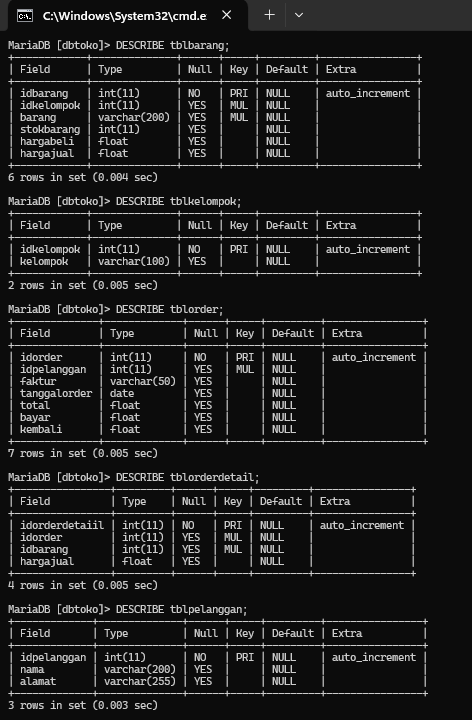 C:\Windows\System32\cmd.e
MariaDB [dbtoko]> DESCRIBE tblbarang;
+------------+--------------+------+-----+---------+----------------+
| Field      | Type         | Null | Key | Default | Extra          |
+------------+--------------+------+-----+---------+----------------+
| idbarang   | int(11)      | NO   | PRI | NULL    | auto_increment |
| idkelompok | int(11)      | YES  | MUL | NULL    |                |
| barang     | varchar(200) | YES  | MUL | NULL    |                |
| stokbarang | int(11)      | YES  |     | NULL    |                |
| hargabeli  | float        | YES  |     | NULL    |                |
| hargajual  | float        | YES  |     | NULL    |                |
+------------+--------------+------+-----+---------+----------------+
6 rows in set (0.004 sec)
MariaDB [dbtoko]> DESCRIBE tblkelompok;
+------------+--------------+------+-----+---------+----------------+
| Field      | Type         | Null | Key | Default | Extra          |
+------------+--------------+------+-----+---------+----------------+
| idkelompok | int(11)      | NO   | PRI | NULL    | auto_increment |
| kelompok   | varchar(100) | YES  |     | NULL    |                |
+------------+--------------+------+-----+---------+----------------+
2 rows in set (0.005 sec)
MariaDB [dbtoko]> DESCRIBE tblorder;
+--------------+-------------+------+-----+---------+----------------+
| Field        | Type        | Null | Key | Default | Extra          |
+--------------+-------------+------+-----+---------+----------------+
| idorder      | int(11)     | NO   | PRI | NULL    | auto_increment |
| idpelanggan  | int(11)     | YES  | MUL | NULL    |                |
| faktur       | varchar(50) | YES  |     | NULL    |                |
| tanggalorder | date        | YES  |     | NULL    |                |
| total        | float       | YES  |     | NULL    |                |
| bayar        | float       | YES  |     | NULL    |                |
| kembali      | float       | YES  |     | NULL    |                |
+--------------+-------------+------+-----+---------+----------------+
7 rows in set (0.005 sec)
MariaDB [dbtoko]> DESCRIBE tblorderdetail;
+----------------+---------+------+-----+---------+----------------+
| Field          | Type    | Null | Key | Default | Extra          |
+----------------+---------+------+-----+---------+----------------+
| idorderdetaiil | int(11) | NO   | PRI | NULL    | auto_increment |
| idorder        | int(11) | YES  | MUL | NULL    |                |
| idbarang       | int(11) | YES  | MUL | NULL    |                |
| hargajual      | float   | YES  |     | NULL    |                |
+----------------+---------+------+-----+---------+----------------+
4 rows in set (0.005 sec)
MariaDB [dbtoko]> DESCRIBE tblpelanggan;
+-------------+--------------+------+-----+---------+----------------+
| Field       | Type         | Null | Key | Default | Extra          |
+-------------+--------------+------+-----+---------+----------------+
| idpelanggan | int(11)      | NO   | PRI | NULL    | auto_increment |
| nama        | varchar(200) | YES  |     | NULL    |                |
| alamat      | varchar(255) | YES  |     | NULL    |                |
+-------------+--------------+------+-----+---------+----------------+
3 rows in set (0.003 sec)